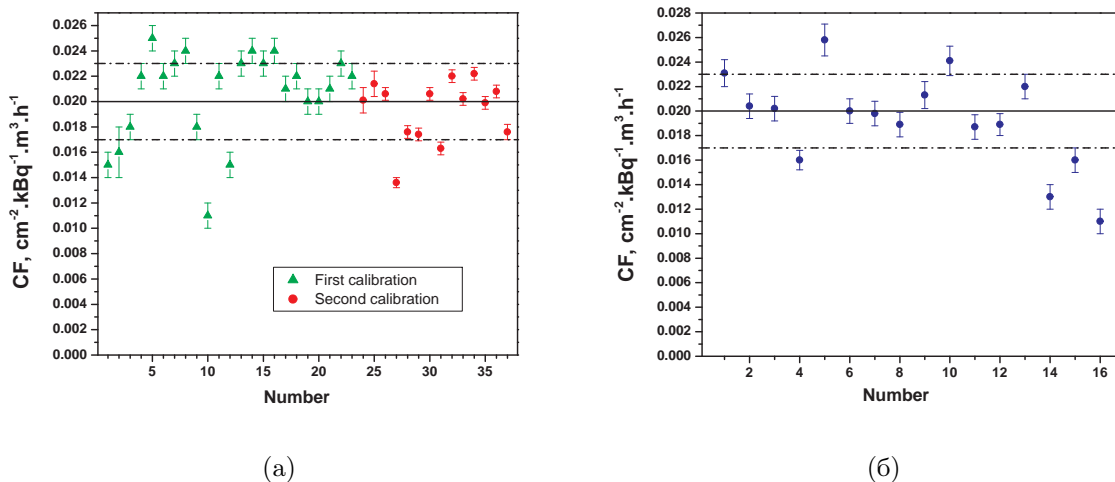 0.026
0.024
0.022
0.020
0.018
0.016
0.014
0.012
0.010
0.008
0.006
0.004
0.002
0.000
CF, cm⁻².kBq⁻¹.m³.h⁻¹
First calibration
Second calibration
5 10 15 20 25 30 35
Number
(а)
0.028
0.026
0.024
0.022
0.020
0.018
0.016
0.014
0.012
0.010
0.008
0.006
0.004
0.002
0.000
CF, cm⁻².kBq⁻¹.m³.h⁻¹
2 4 6 8 10 12 14 16
Number
(б)